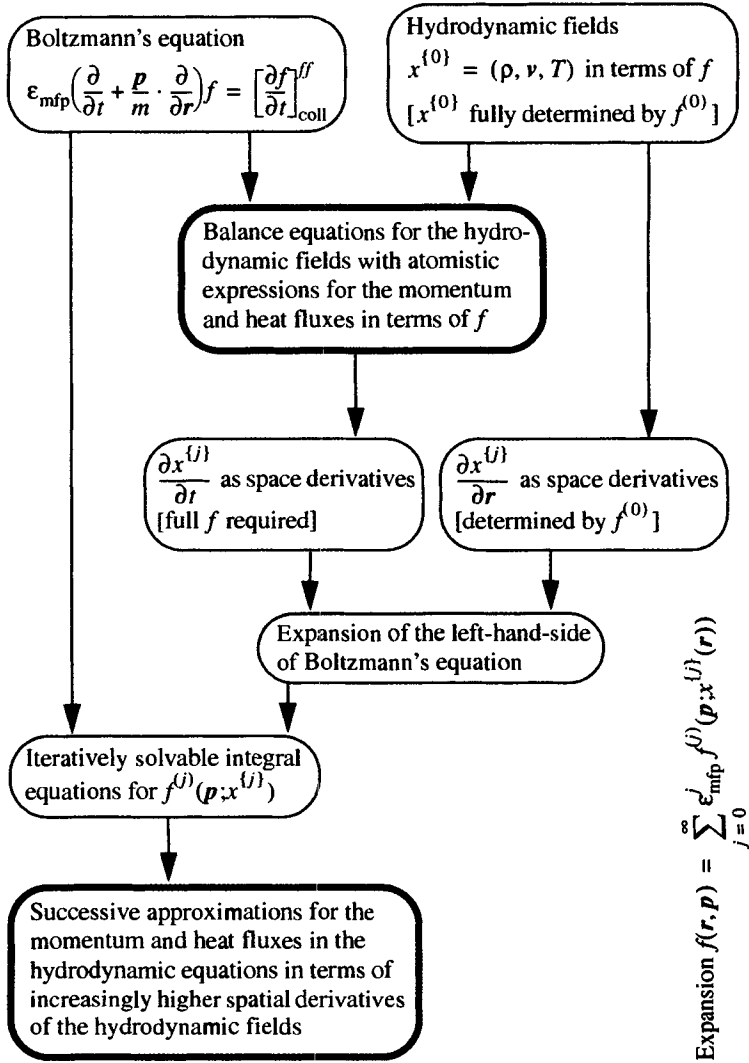 Boltzmann's equation
ε_mfp(∂/∂t + p/m · ∂/∂r) f = [∂f/∂t]^ff_coll
Hydrodynamic fields
x^{0} = (ρ, v, T) in terms of f
[x^{0} fully determined by f^(0)]
Balance equations for the hydro-
dynamic fields with atomistic
expressions for the momentum
and heat fluxes in terms of f
∂x^{j}/∂t as space derivatives
[full f required]
∂x^{j}/∂r as space derivatives
[determined by f^(0)]
Expansion of the left-hand-side
of Boltzmann's equation
Iteratively solvable integral
equations for f^(j)(p;x^{j})
Successive approximations for the
momentum and heat fluxes in the
hydrodynamic equations in terms of
increasingly higher spatial derivatives
of the hydrodynamic fields
Expansion f(r, p) = ∑_{j = 0}^{∞} ε^j_mfp f^(j)(p;x^{j}(r))